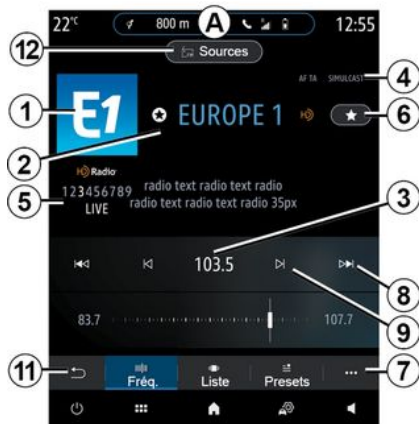 22°C 800 m A 12:55
12 Sources
AF TA SIMULCAST 4
1 E1 EUROPE 1 HD 6
2
HD Radio
5 123456789 radio text radio text radio
LIVE radio text radio text radio 35px
3
103.5
8
9
83.7 107.7
11 Fréq. Liste Presets ... 7